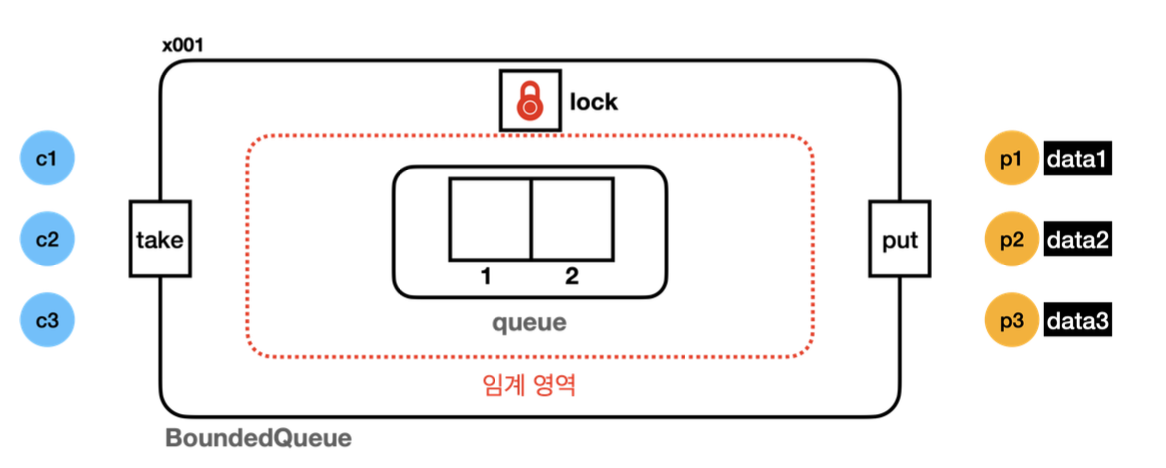 x001
lock
c1
p1 data1
c2
take
put
p2 data2
1 2
c3
queue
p3 data3
임계 영역
BoundedQueue